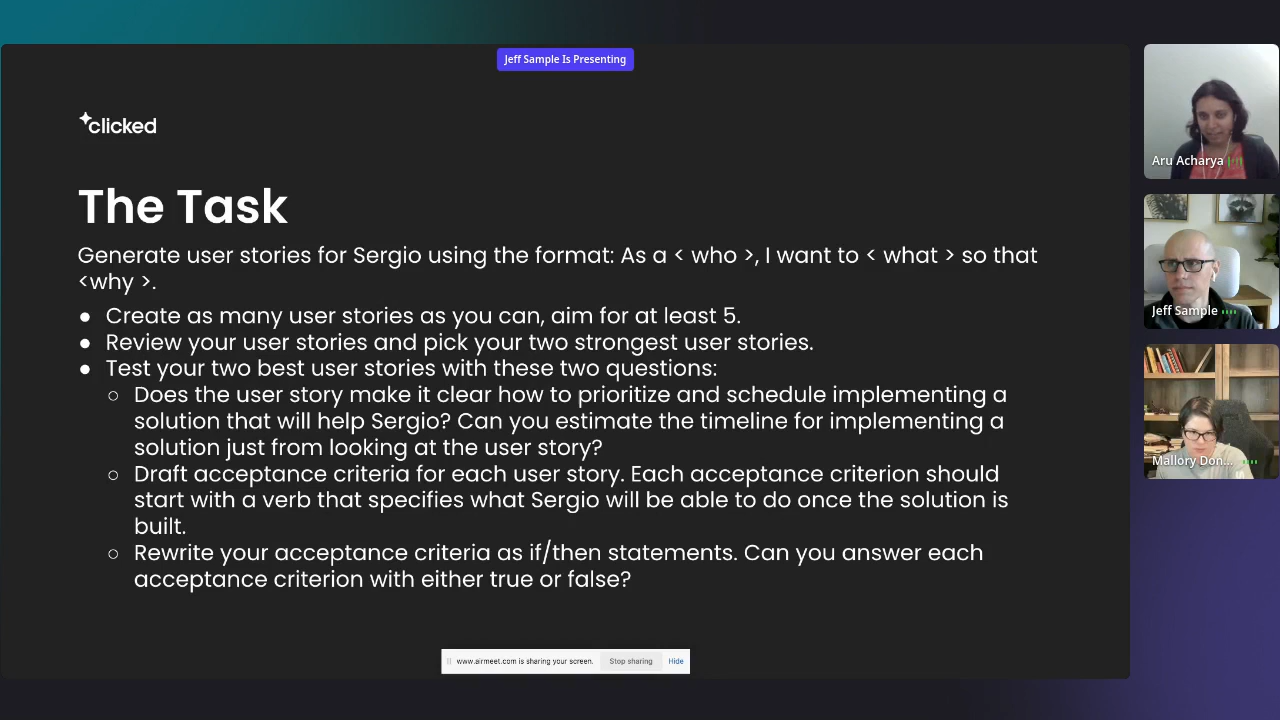 Jeff Sample Is Presenting
clicked
The Task
Generate user stories for Sergio using the format: As a < who >, I want to < what > so that
<why >.
● Create as many user stories as you can, aim for at least 5.
● Review your user stories and pick your two strongest user stories.
● Test your two best user stories with these two questions:
○ Does the user story make it clear how to prioritize and schedule implementing a
solution that will help Sergio? Can you estimate the timeline for implementing a
solution just from looking at the user story?
○ Draft acceptance criteria for each user story. Each acceptance criterion should
start with a verb that specifies what Sergio will be able to do once the solution is
built.
○ Rewrite your acceptance criteria as if/then statements. Can you answer each
acceptance criterion with either true or false?
www.airmeet.com is sharing your screen. Stop sharing Hide
Aru Acharya
Jeff Sample
Mallory Don...